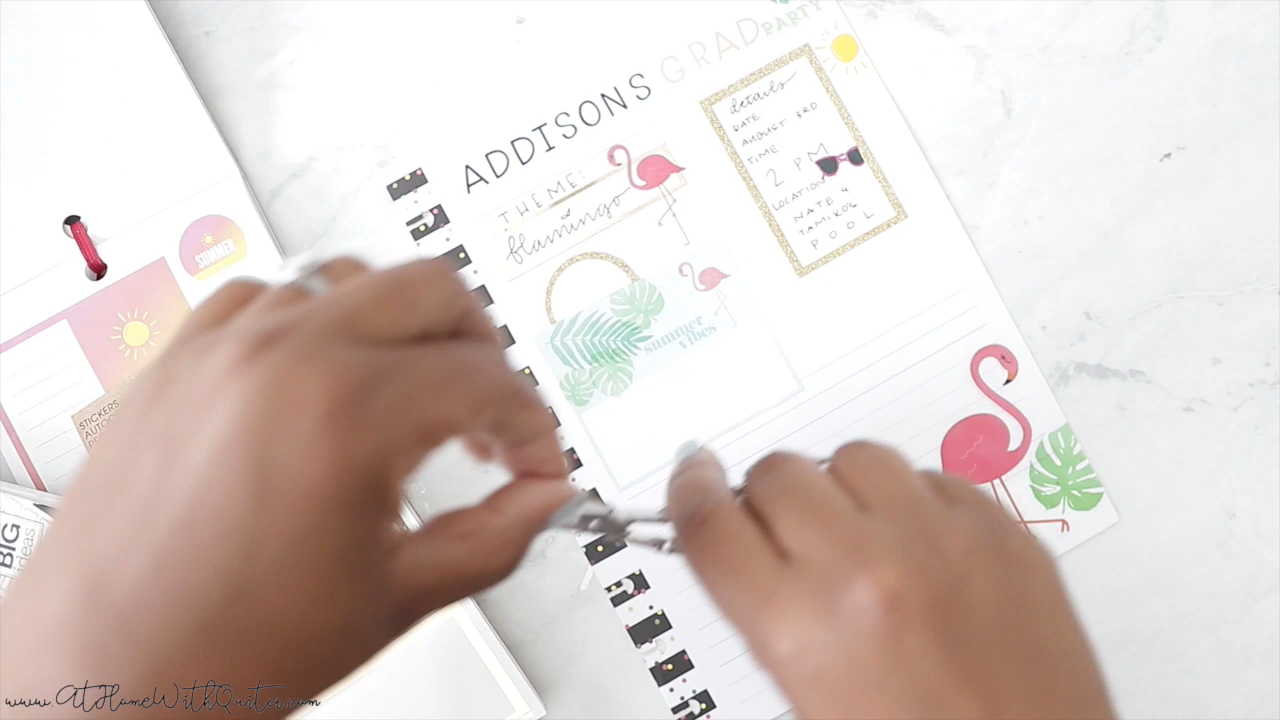 ADDISONS GRAD
PARTY
THEME:
flamingo
details
DATE:
AUGUST 3RD
TIME:
2 PM
LOCATION
NATE &
TAMIKOS
POOL
summer
vibes
SUMMER
STICKERS
BIG
ideas
www.AtHomeWithQuita.com